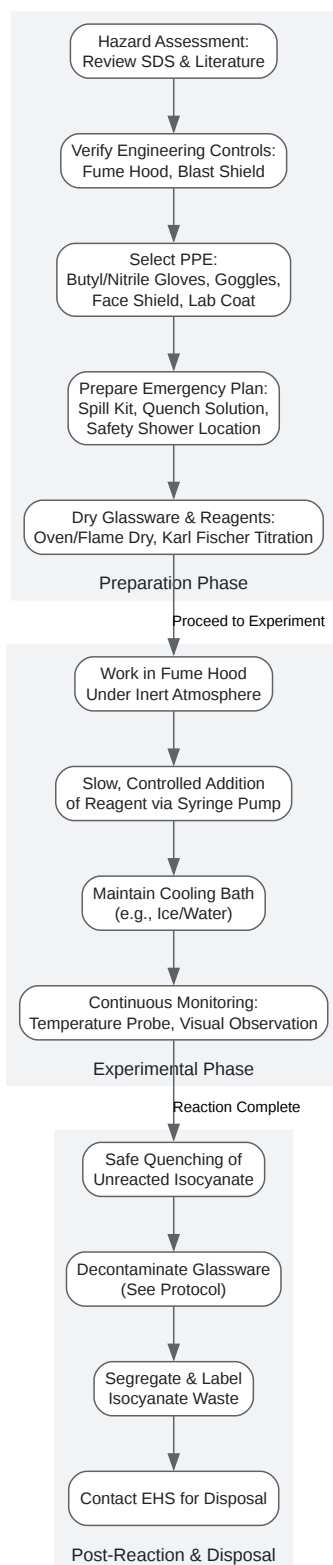 Hazard Assessment:
Review SDS & Literature
Verify Engineering Controls:
Fume Hood, Blast Shield
Select PPE:
Butyl/Nitrile Gloves, Goggles,
Face Shield, Lab Coat
Prepare Emergency Plan:
Spill Kit, Quench Solution,
Safety Shower Location
Dry Glassware & Reagents:
Oven/Flame Dry, Karl Fischer Titration
Preparation Phase
Proceed to Experiment
Work in Fume Hood
Under Inert Atmosphere
Slow, Controlled Addition
of Reagent via Syringe Pump
Maintain Cooling Bath
(e.g., Ice/Water)
Continuous Monitoring:
Temperature Probe, Visual Observation
Experimental Phase
Reaction Complete
Safe Quenching of
Unreacted Isocyanate
Decontaminate Glassware
(See Protocol)
Segregate & Label
Isocyanate Waste
Contact EHS for Disposal
Post-Reaction & Disposal